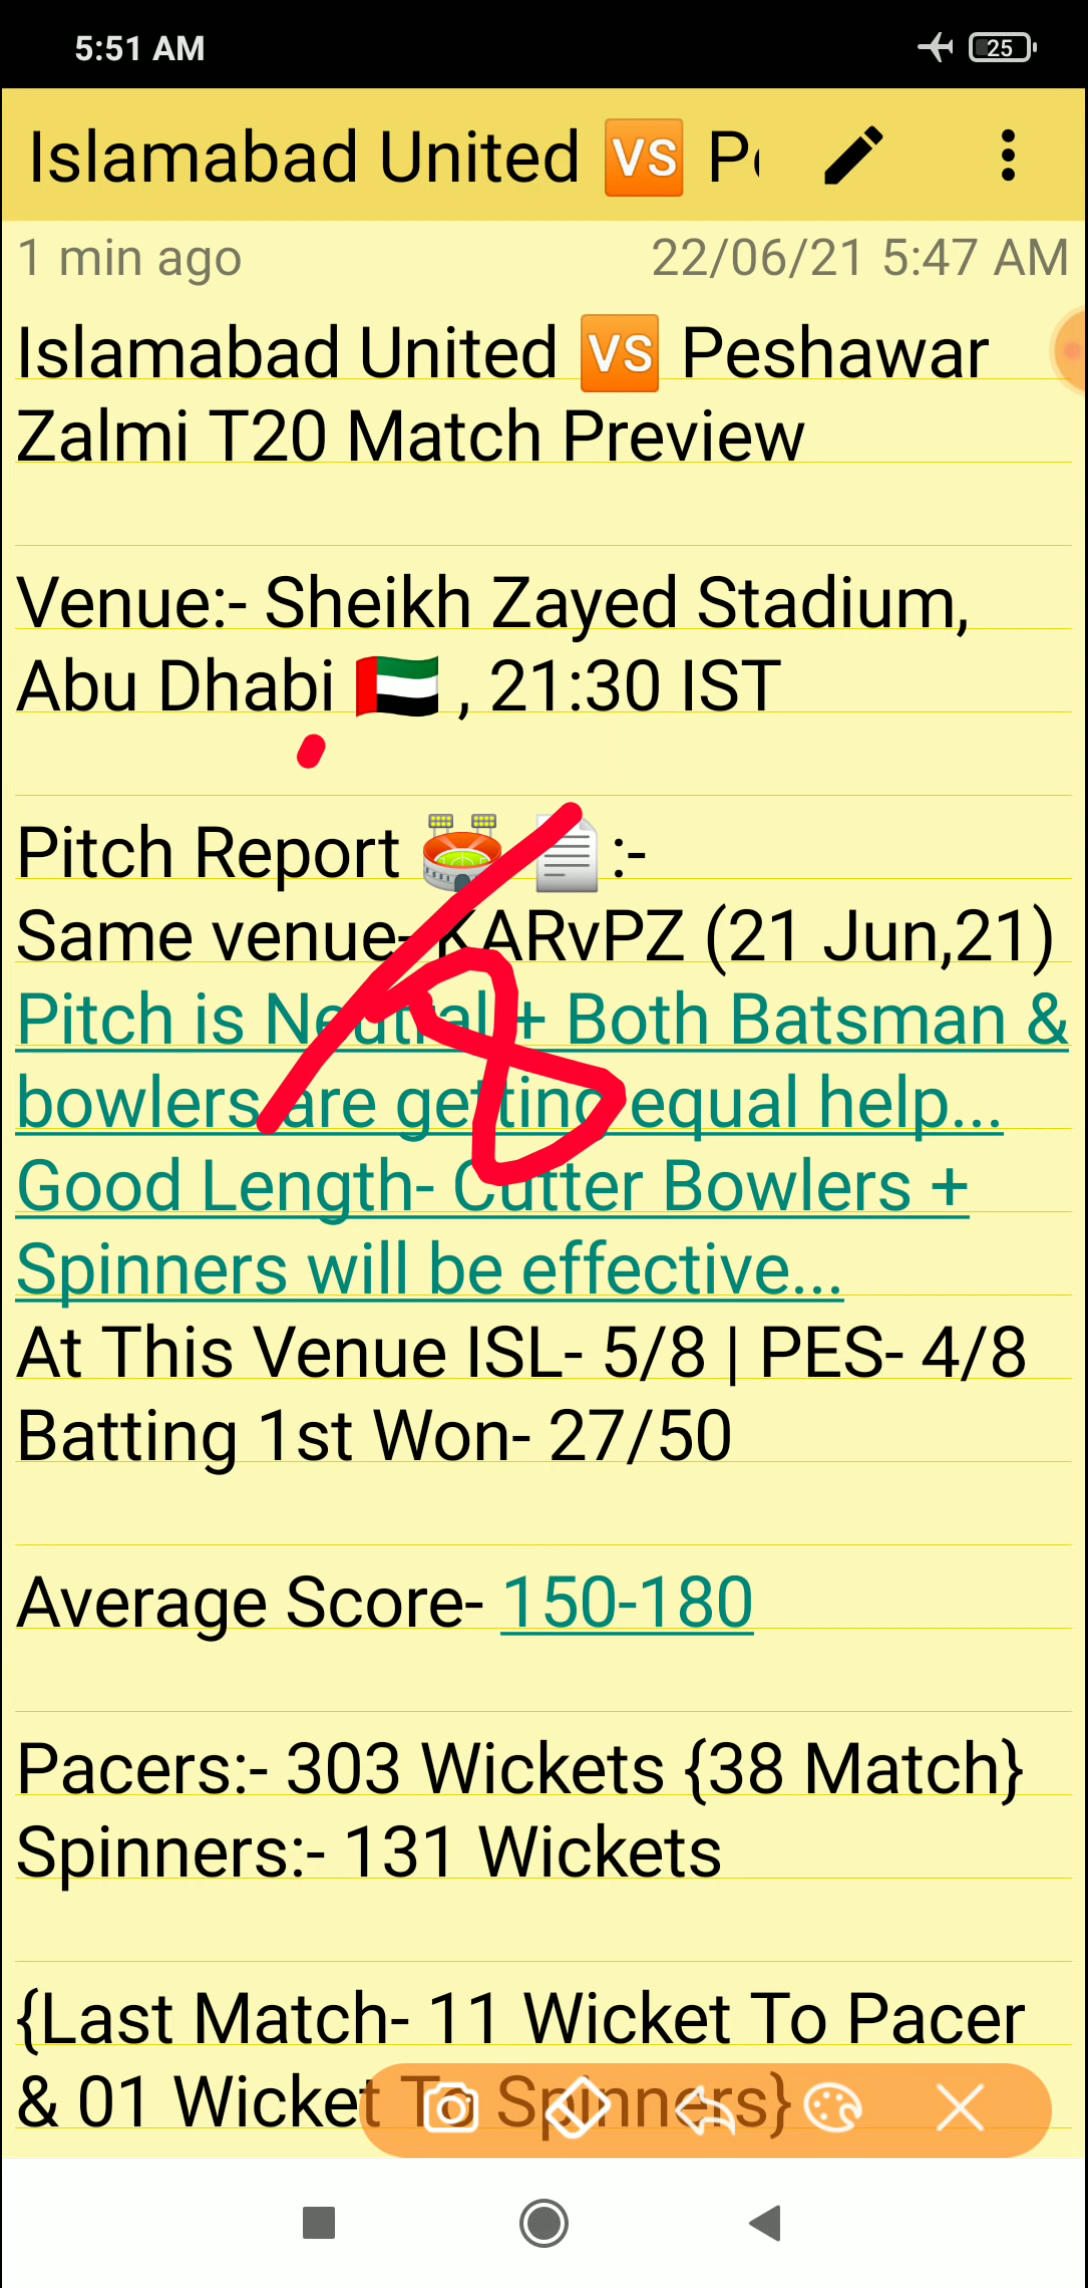 5:51 AM
25
Islamabad United 🆚
1 min ago
22/06/21 5:47 AM
Islamabad United 🆚 Peshawar
Zalmi T20 Match Preview
Venue:- Sheikh Zayed Stadium,
Abu Dhabi 🇦🇪 , 21:30 IST
Pitch Report 🏟 📄 :-
Same venue- KARvPZ (21 Jun,21)
Pitch is Neutral + Both Batsman &
bowlers are getting equal help...
Good Length- Cutter Bowlers +
Spinners will be effective...
At This Venue ISL- 5/8 | PES- 4/8
Batting 1st Won- 27/50
Average Score- 150-180
Pacers:- 303 Wickets {38 Match}
Spinners:- 131 Wickets
{Last Match- 11 Wicket To Pacer
& 01 Wicket To Spinners}